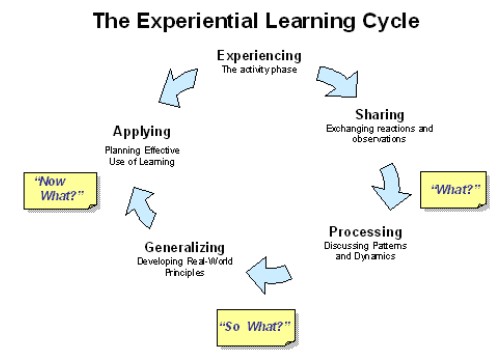 The Experiential Learning Cycle
Experiencing
The activity phase
Sharing
Exchanging reactions and
observations
"What?"
Processing
Discussing Patterns
and Dynamics
"So What?"
Generalizing
Developing Real-World
Principles
"Now
What?"
Applying
Planning Effective
Use of Learning